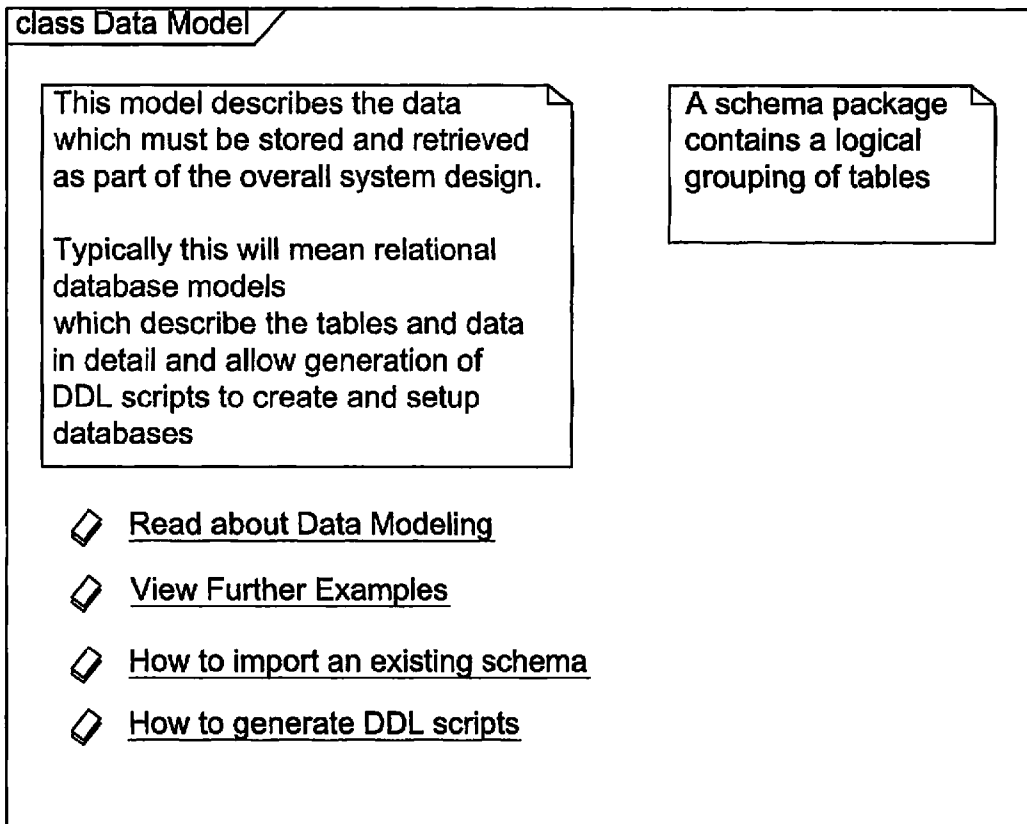 class Data Model
This model describes the data
which must be stored and retrieved
as part of the overall system design.
Typically this will mean relational
database models
which describe the tables and data
in detail and allow generation of
DDL scripts to create and setup
databases
A schema package
contains a logical
grouping of tables
Read about Data Modeling
View Further Examples
How to import an existing schema
How to generate DDL scripts